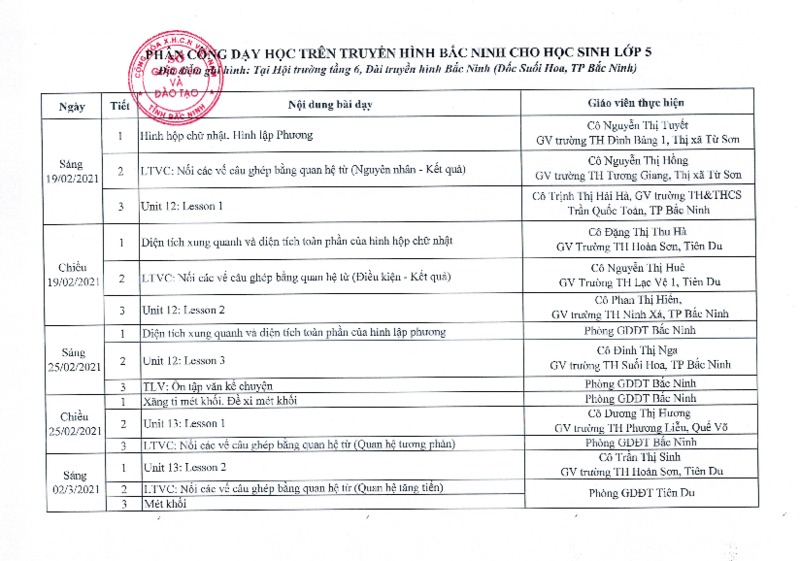 PHÂN CÔNG DẠY HỌC TRÊN TRUYỀN HÌNH BẮC NINH CHO HỌC SINH LỚP 5
Địa điểm ghi hình: Tại Hội trường tầng 6, Đài truyền hình Bắc Ninh (Dốc Suối Hoa, TP Bắc Ninh)
CỘNG HÒA X.H.C.N VIỆT NAM
SỞ
GIÁO DỤC
VÀ
ĐÀO TẠO
TỈNH BẮC NINH
Ngày Tiết Nội dung bài dạy Giáo viên thực hiện
Sáng
19/02/2021
1 Hình hộp chữ nhật. Hình lập Phương
Cô Nguyễn Thị Tuyết
GV trường TH Đình Bảng 1, Thị xã Từ Sơn
2 LTVC: Nối các vế câu ghép bằng quan hệ từ (Nguyên nhân - Kết quả)
Cô Nguyễn Thị Hồng
GV trường TH Tương Giang, Thị xã Từ Sơn
3 Unit 12: Lesson 1
Cô Trịnh Thị Hải Hà, GV trường TH&THCS
Trần Quốc Toản, TP Bắc Ninh
Chiều
19/02/2021
1 Diện tích xung quanh và diện tích toàn phần của hình hộp chữ nhật
Cô Đặng Thị Thu Hà
GV Trường TH Hoàn Sơn, Tiên Du
2 LTVC: Nối các vế câu ghép bằng quan hệ từ (Điều kiện - Kết quả)
Cô Nguyễn Thị Huê
GV Trường TH Lạc Vệ 1, Tiên Du
3 Unit 12: Lesson 2
Cô Phan Thị Hiền,
GV trường TH Ninh Xá, TP Bắc Ninh
Sáng
25/02/2021
1 Diện tích xung quanh và diện tích toàn phần của hình lập phương Phòng GDĐT Bắc Ninh
2 Unit 12: Lesson 3
Cô Đinh Thị Nga
GV trường TH Suối Hoa, TP Bắc Ninh
3 TLV: Ôn tập văn kể chuyện Phòng GDĐT Bắc Ninh
Chiều
25/02/2021
1 Xăng ti mét khối. Đề xi mét khối Phòng GDĐT Bắc Ninh
2 Unit 13: Lesson 1
Cô Dương Thị Hương
GV trường TH Phương Liễu, Quế Võ
3 LTVC: Nối các vế câu ghép bằng quan hệ từ (Quan hệ tương phản) Phòng GDĐT Bắc Ninh
Sáng
02/3/2021
1 Unit 13: Lesson 2
Cô Trần Thị Sinh
GV trường TH Hoàn Sơn, Tiên Du
2 LTVC: Nối các vế câu ghép bằng quan hệ từ (Quan hệ tăng tiến)
Phòng GDĐT Tiên Du
3 Mét khối